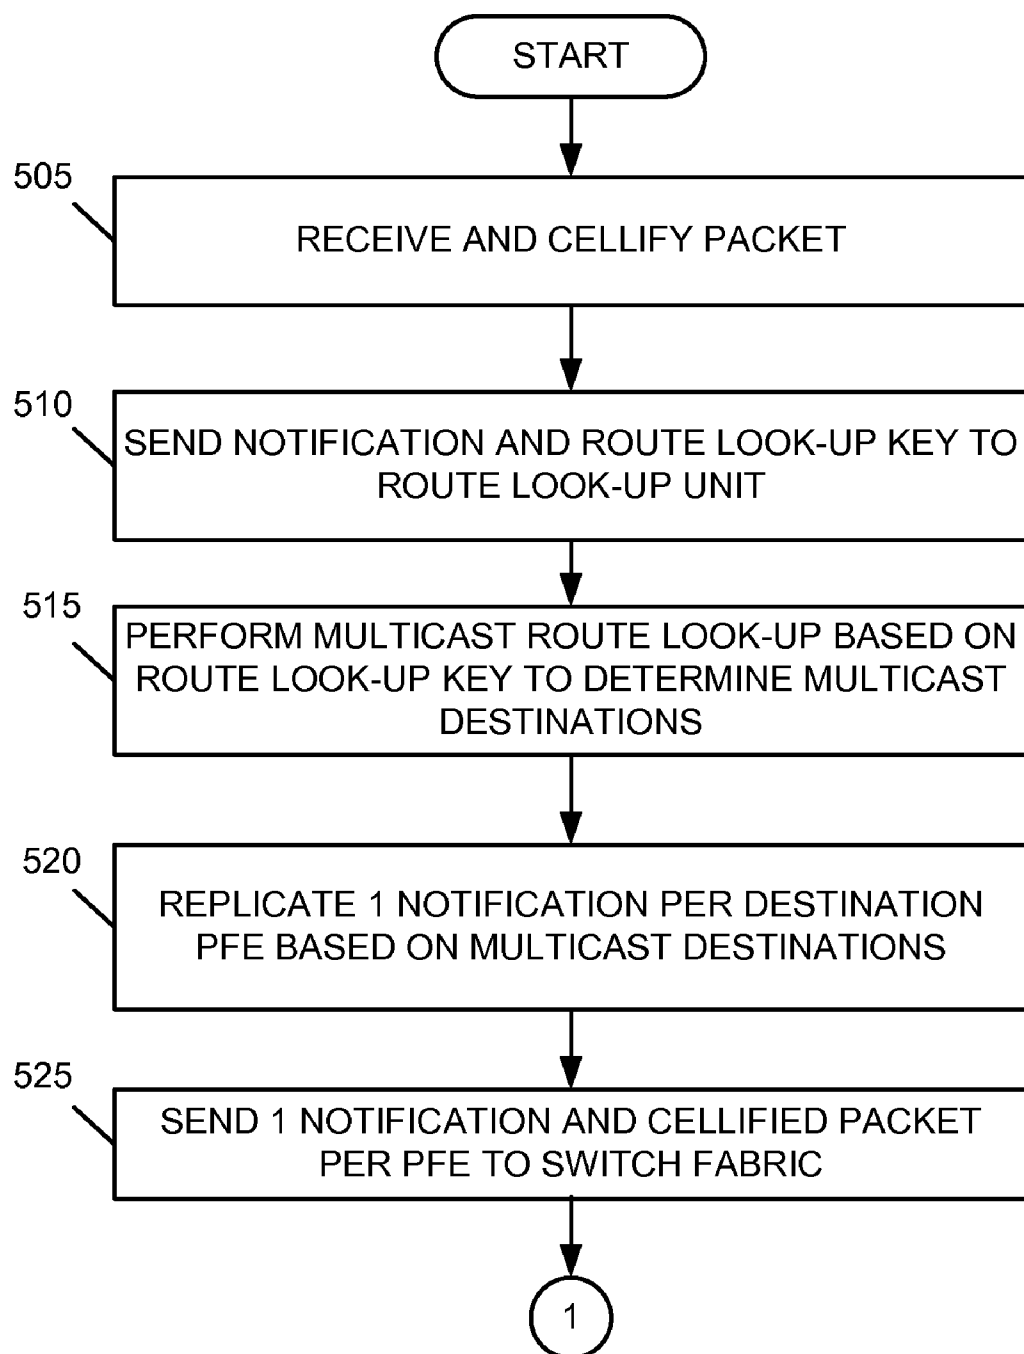 START
505
RECEIVE AND CELLIFY PACKET
510
SEND NOTIFICATION AND ROUTE LOOK-UP KEY TO
ROUTE LOOK-UP UNIT
515
PERFORM MULTICAST ROUTE LOOK-UP BASED ON
ROUTE LOOK-UP KEY TO DETERMINE MULTICAST
DESTINATIONS
520
REPLICATE 1 NOTIFICATION PER DESTINATION
PFE BASED ON MULTICAST DESTINATIONS
525
SEND 1 NOTIFICATION AND CELLIFIED PACKET
PER PFE TO SWITCH FABRIC
1